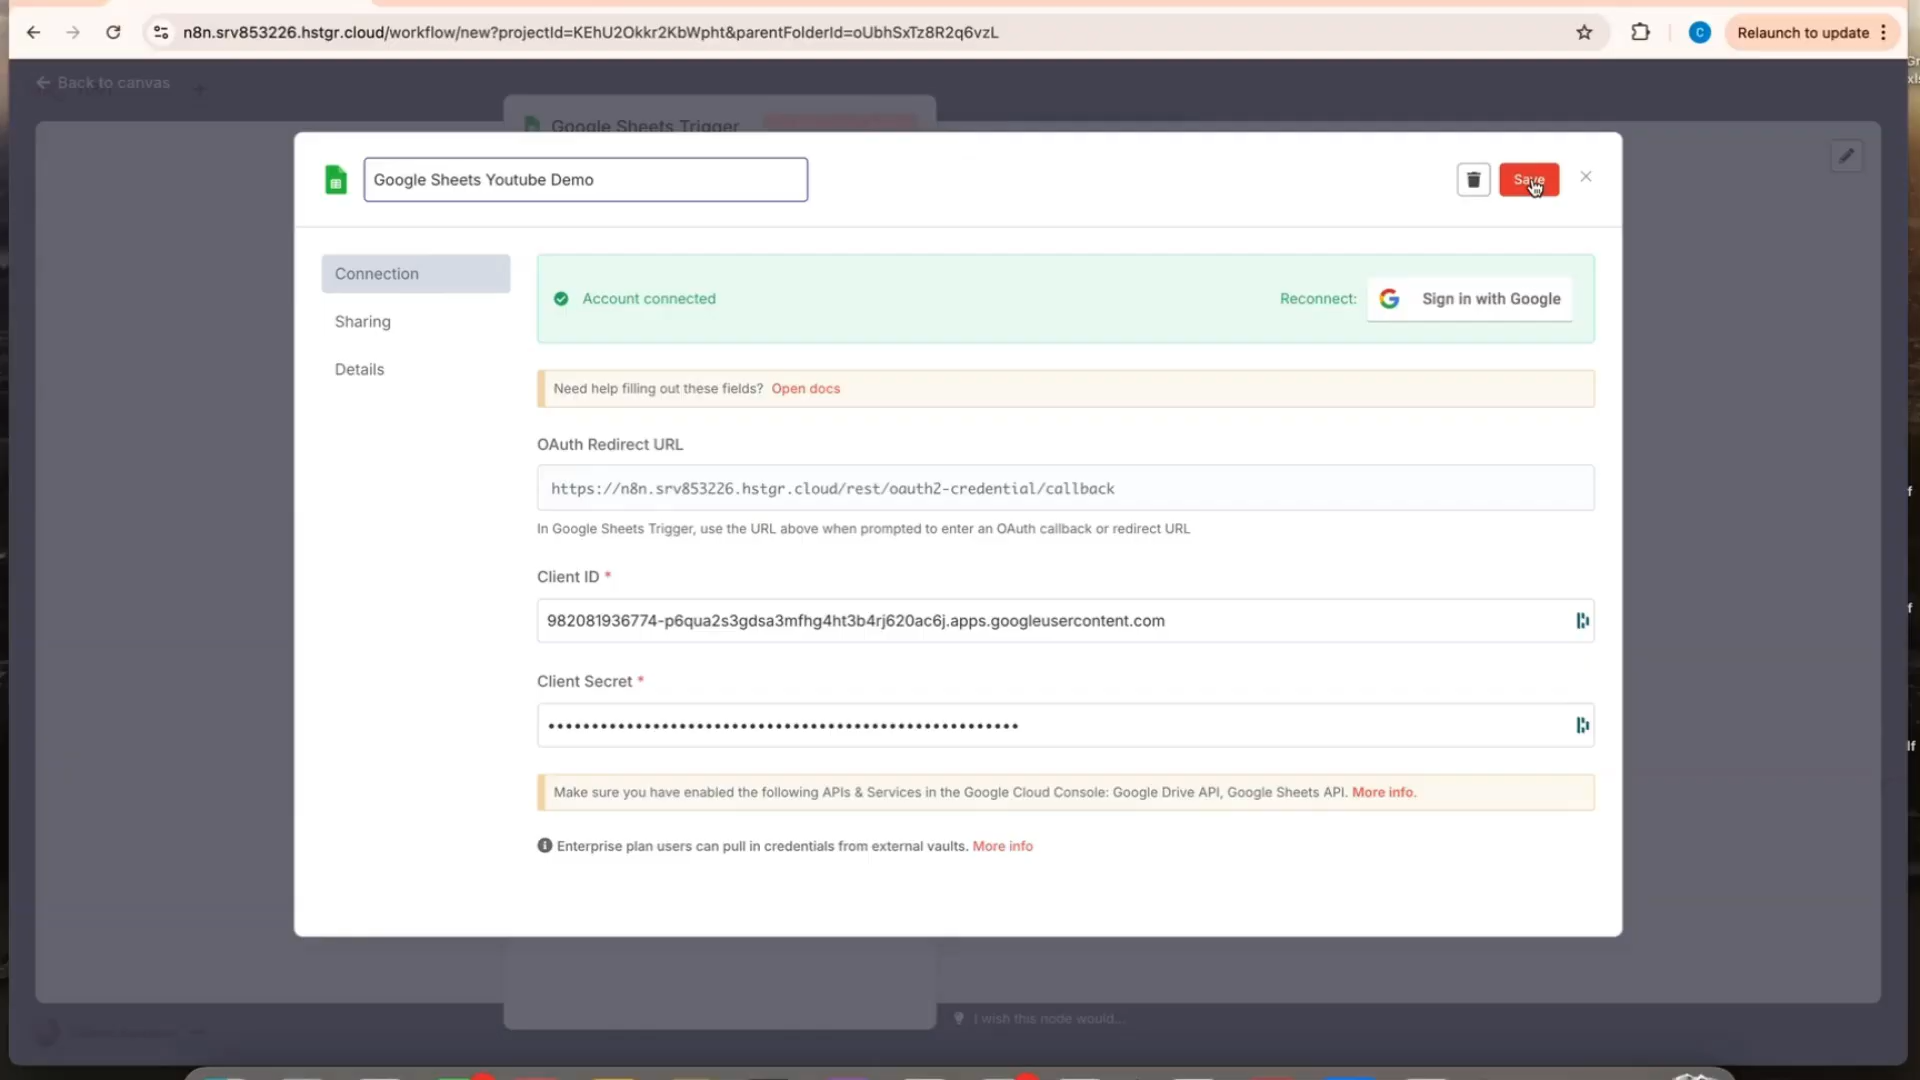 n8n.srv853226.hstgr.cloud/workflow/new?projectId=KEhU2Okkr2KbWpht&parentFolderId=oUbhSxTz8R2q6vzL
C
Relaunch to update
Back to canvas
Google Sheets Trigger
Google Sheets Youtube Demo
Save
Connection
Sharing
Details
Account connected
Reconnect:
Sign in with Google
Need help filling out these fields? Open docs
OAuth Redirect URL
https://n8n.srv853226.hstgr.cloud/rest/oauth2-credential/callback
In Google Sheets Trigger, use the URL above when prompted to enter an OAuth callback or redirect URL
Client ID *
982081936774-p6qua2s3gdsa3mfhg4ht3b4rj620ac6j.apps.googleusercontent.com
Client Secret *
Make sure you have enabled the following APIs & Services in the Google Cloud Console: Google Drive API, Google Sheets API. More info.
Enterprise plan users can pull in credentials from external vaults. More info
I wish this node would...